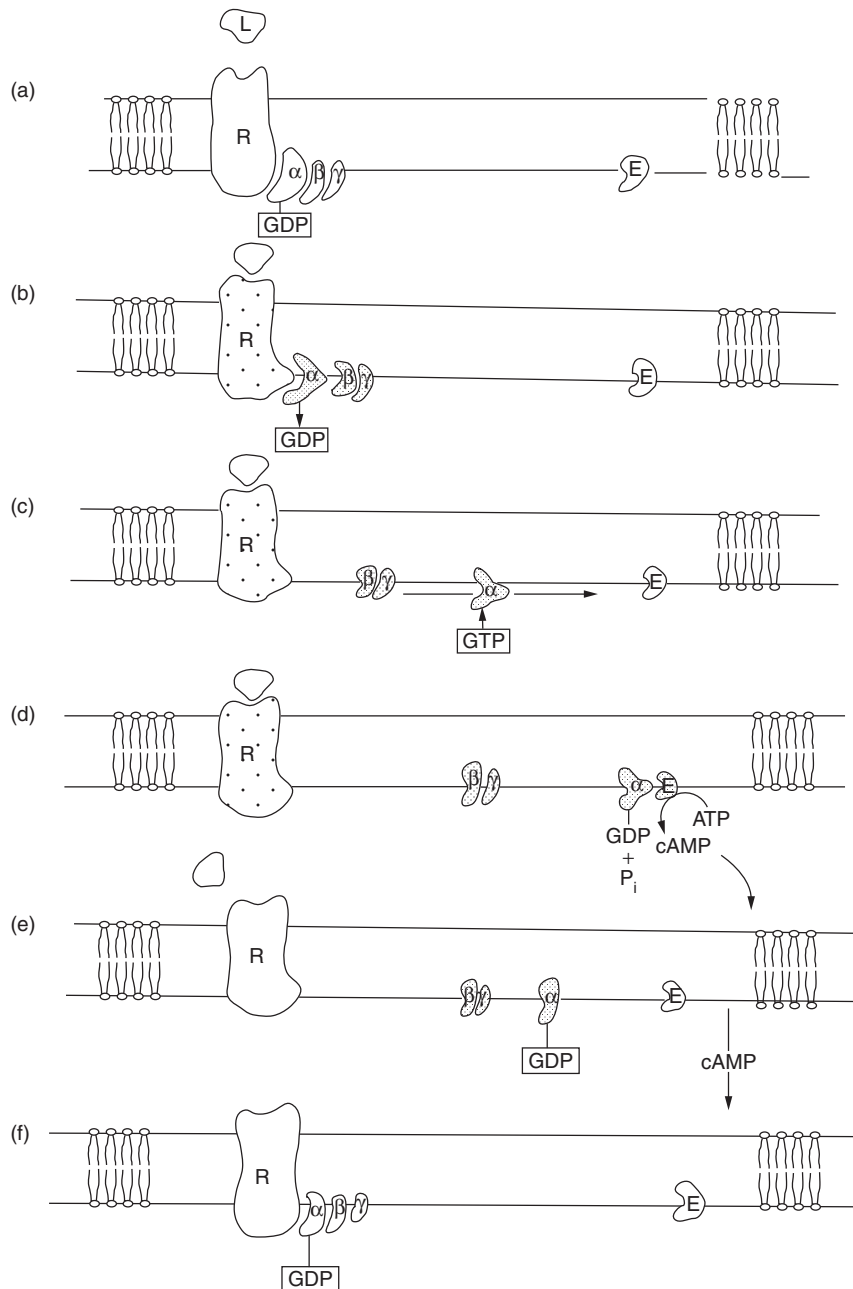 L
(a)
R
α β γ
E
GDP
(b)
R
α β γ
E
GDP
(c)
R
β γ
α
E
GTP
(d)
R
β γ
α E
ATP
GDP
cAMP
+
Pi
(e)
R
β γ
α
E
GDP
cAMP
(f)
R
α β γ
E
GDP